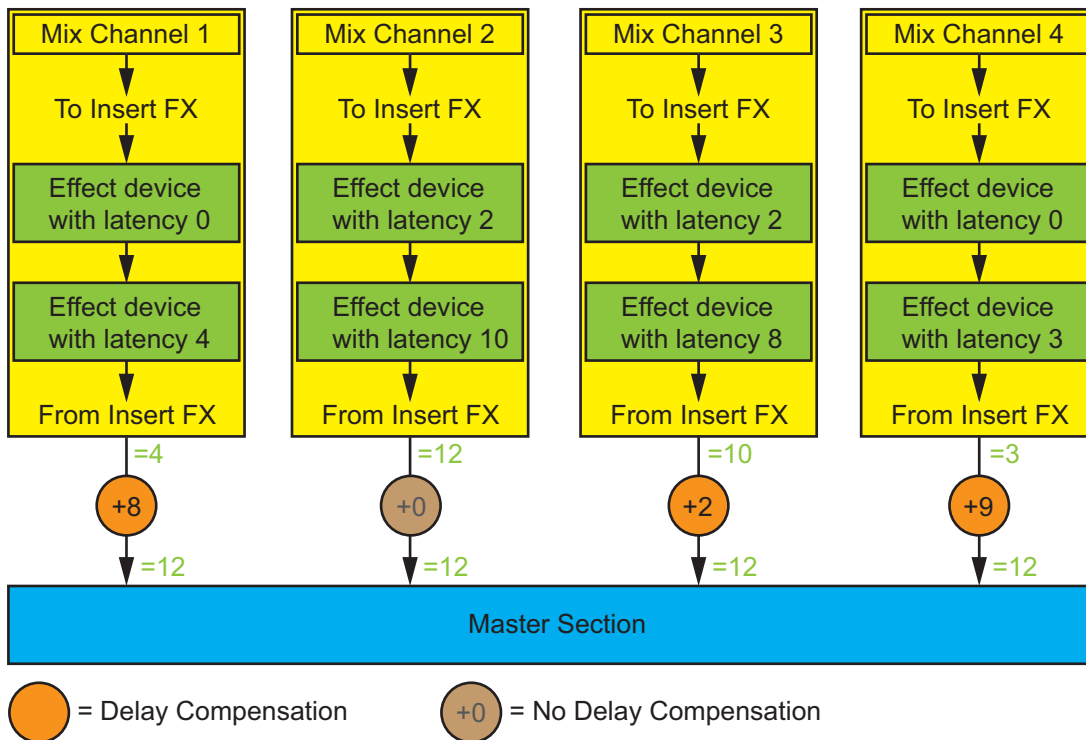 Mix Channel 1
To Insert FX
Effect device
with latency 0
Effect device
with latency 4
From Insert FX
=4
+8
=12
Mix Channel 2
To Insert FX
Effect device
with latency 2
Effect device
with latency 10
From Insert FX
=12
+0
=12
Mix Channel 3
To Insert FX
Effect device
with latency 2
Effect device
with latency 8
From Insert FX
=10
+2
=12
Mix Channel 4
To Insert FX
Effect device
with latency 0
Effect device
with latency 3
From Insert FX
=3
+9
=12
Master Section
= Delay Compensation
+0 = No Delay Compensation